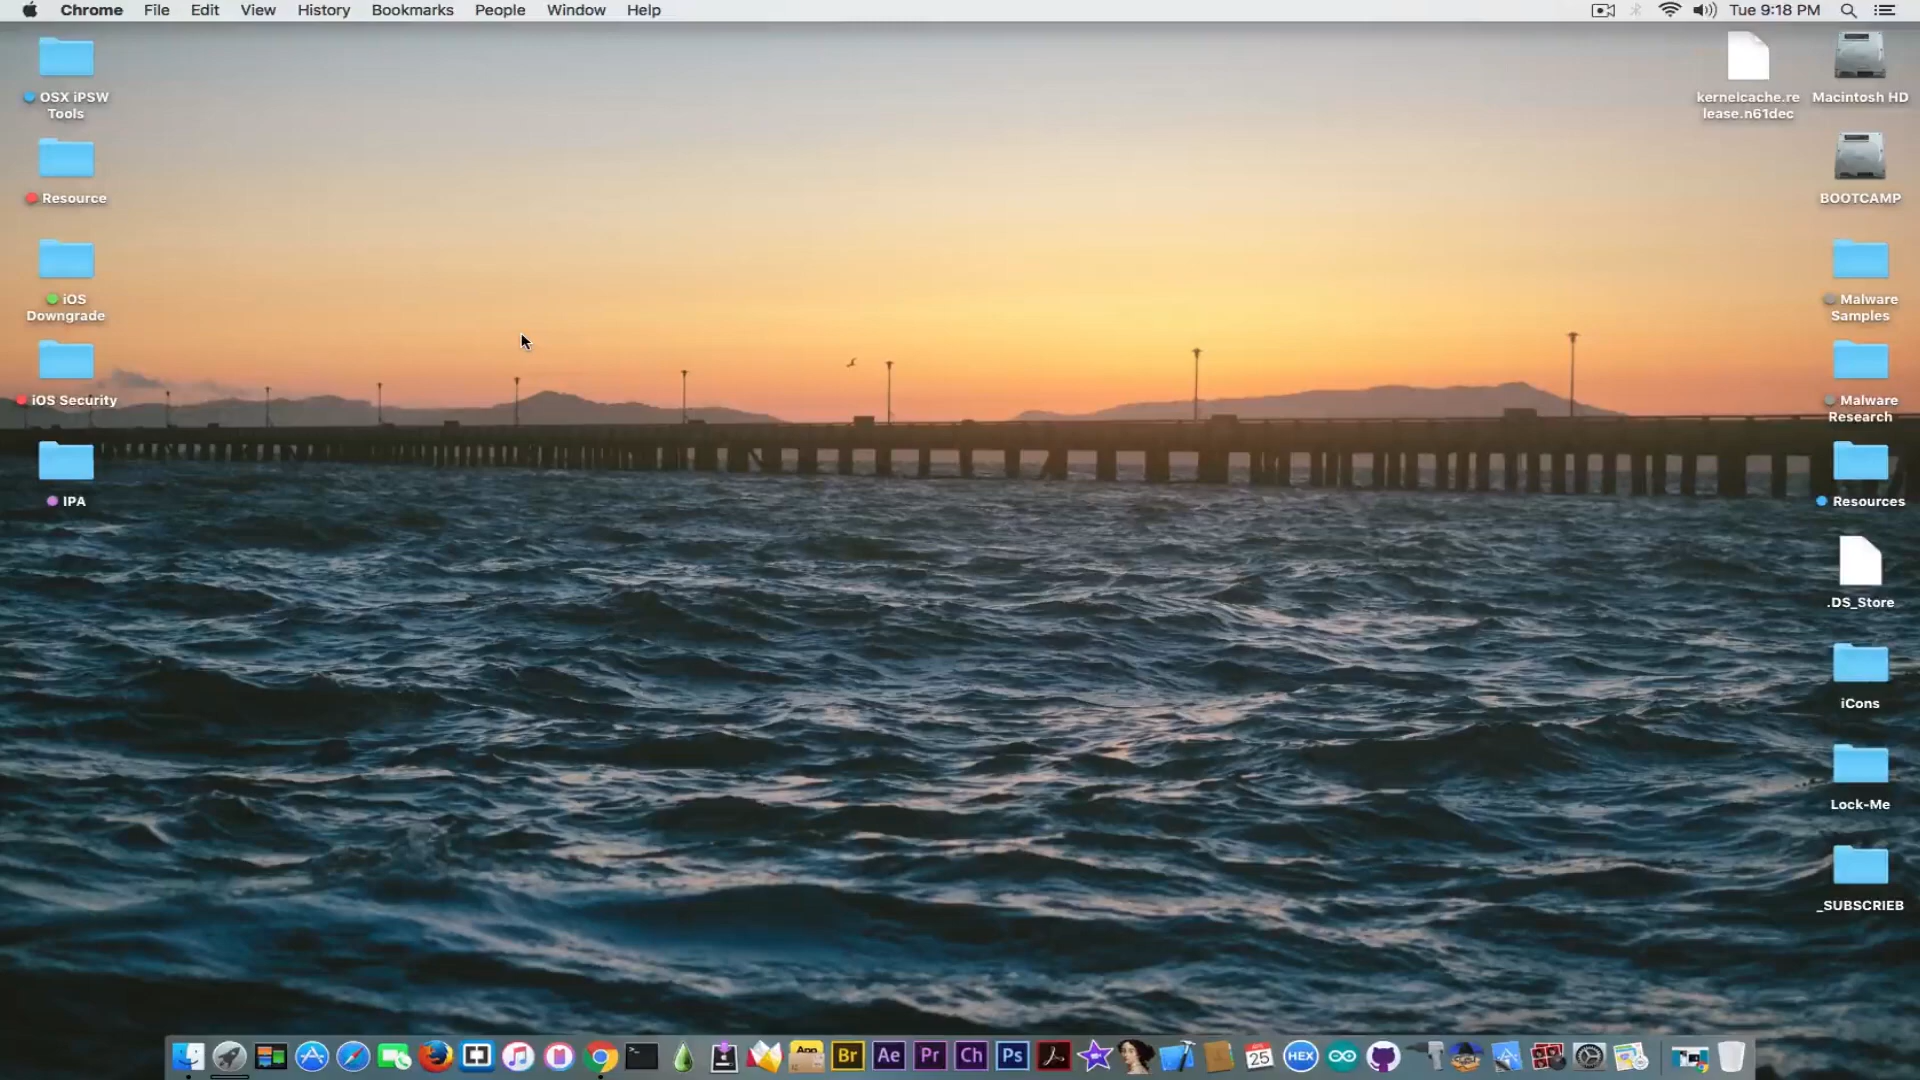 Chrome File Edit View History Bookmarks People Window Help
Tue 9:18 PM
OSX iPSW
Tools
Resource
iOS
Downgrade
iOS Security
IPA
kernelcache.re
lease.n61dec
Macintosh HD
BOOTCAMP
Malware
Samples
Malware
Research
Resources
.DS_Store
iCons
Lock-Me
_SUBSCRIEB
App Br Ae Pr Ch Ps 25 HEX